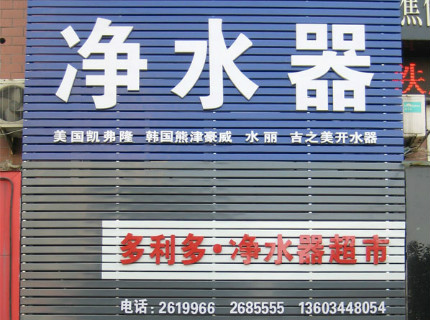 净水器
美国凯弗隆 韩国熊津豪威 水丽 吉之美开水器
多利多·净水器超市
电话:2619966 2685555 13603448054